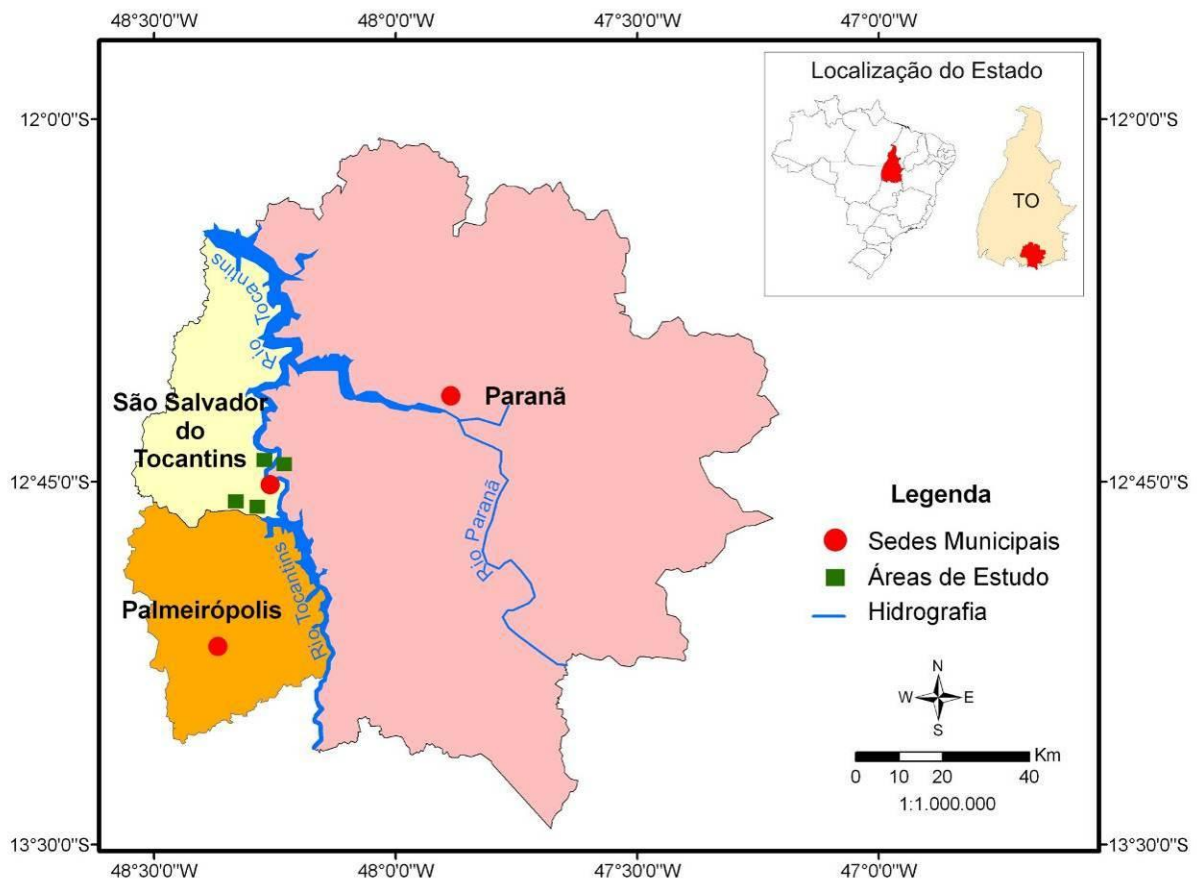 48°30'0"W 48°0'0"W 47°30'0"W 47°0'0"W
12°0'0"S
12°0'0"S
Localização do Estado
TO
Rio Tocantins
Paranã
São Salvador
do
Tocantins
12°45'0"S
12°45'0"S
Rio Paranã
Rio Tocantins
Palmeirópolis
Legenda
Sedes Municipais
Áreas de Estudo
Hidrografia
N
W E
S
Km
0 10 20 40
1:1.000.000
13°30'0"S
13°30'0"S
48°30'0"W 48°0'0"W 47°30'0"W 47°0'0"W